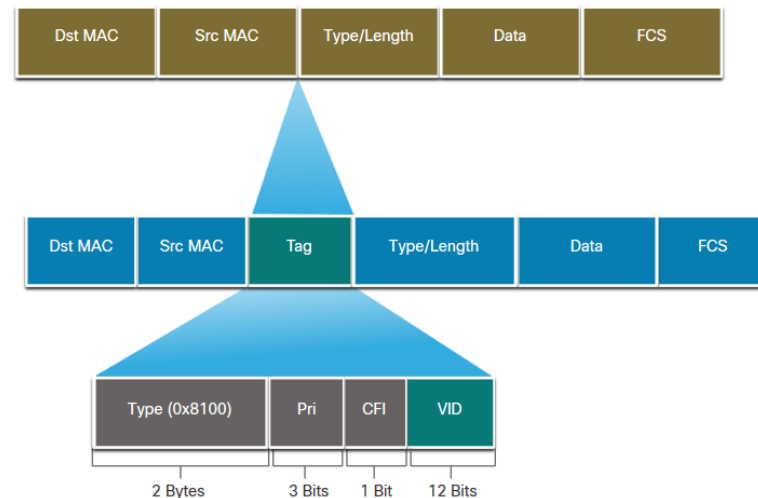 Dst MAC Src MAC Type/Length Data FCS
Dst MAC Src MAC Tag Type/Length Data FCS
Type (0x8100) Pri CFI VID
2 Bytes 3 Bits 1 Bit 12 Bits